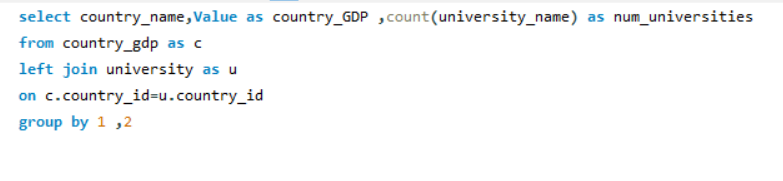 select country_name,Value as country_GDP ,count(university_name) as num_universities
from country_gdp as c
left join university as u
on c.country_id=u.country_id
group by 1 ,2